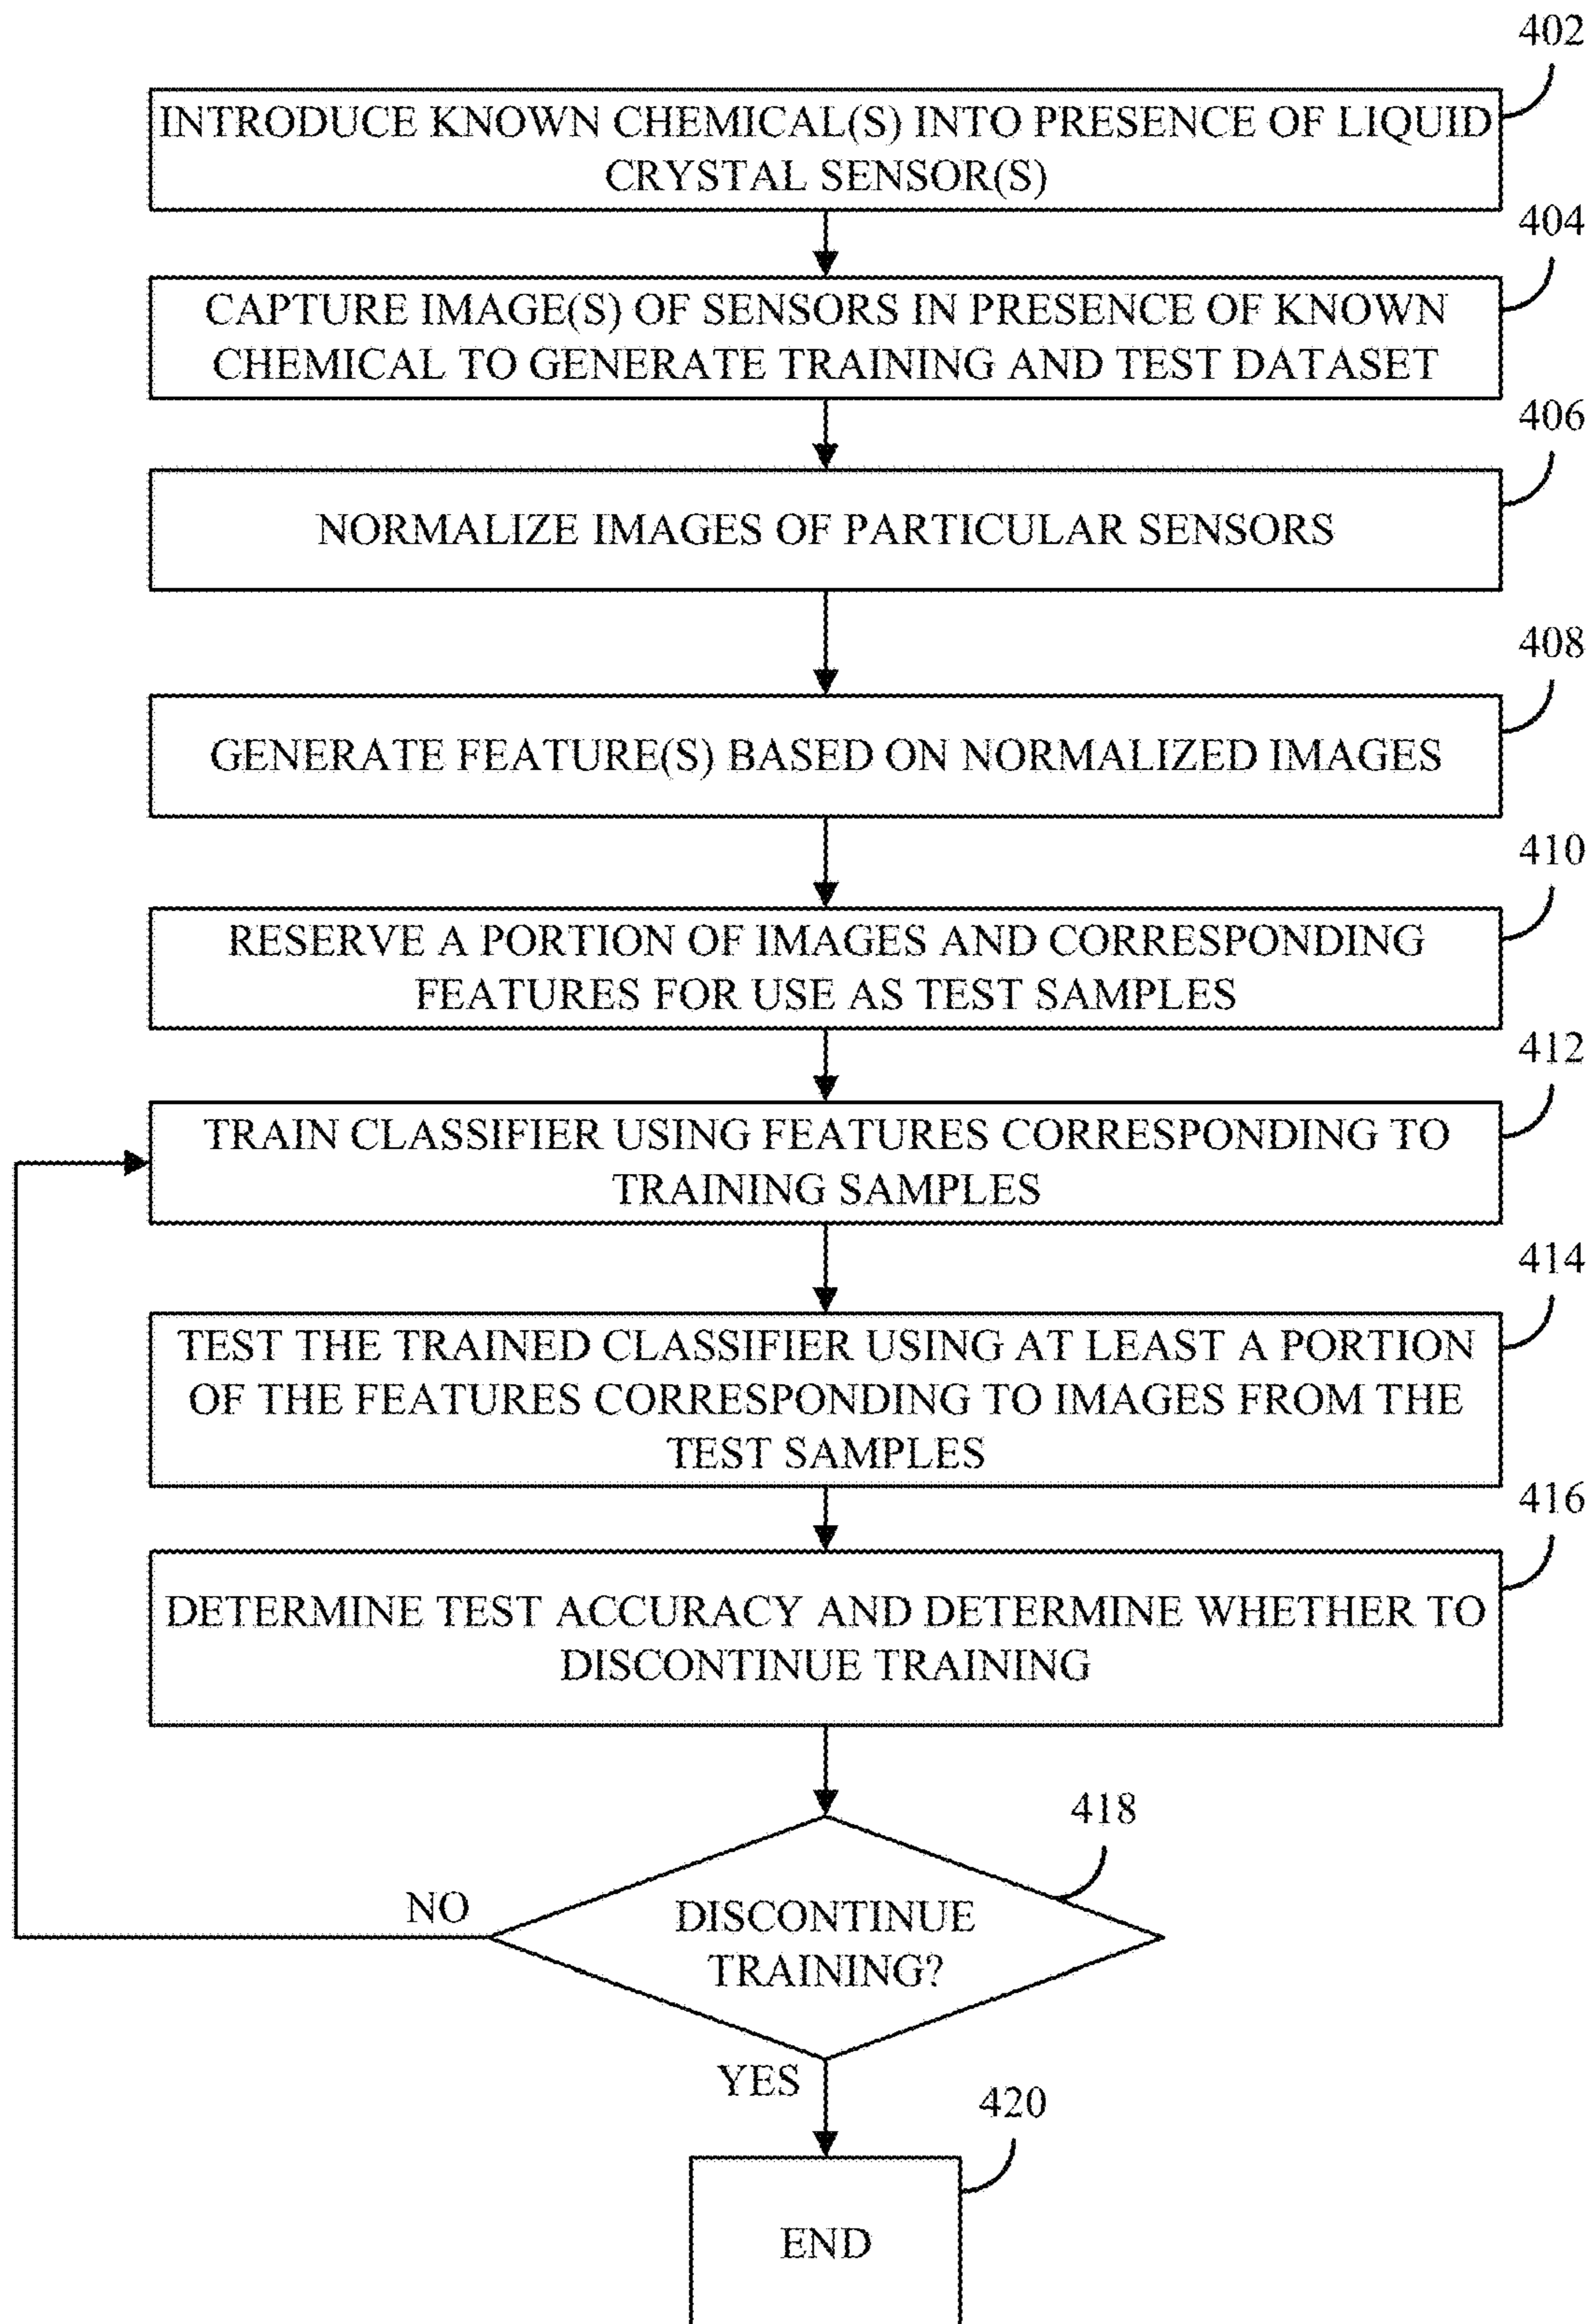 402
INTRODUCE KNOWN CHEMICAL(S) INTO PRESENCE OF LIQUID
CRYSTAL SENSOR(S)
404
CAPTURE IMAGE(S) OF SENSORS IN PRESENCE OF KNOWN
CHEMICAL TO GENERATE TRAINING AND TEST DATASET
406
NORMALIZE IMAGES OF PARTICULAR SENSORS
408
GENERATE FEATURE(S) BASED ON NORMALIZED IMAGES
410
RESERVE A PORTION OF IMAGES AND CORRESPONDING
FEATURES FOR USE AS TEST SAMPLES
412
TRAIN CLASSIFIER USING FEATURES CORRESPONDING TO
TRAINING SAMPLES
414
TEST THE TRAINED CLASSIFIER USING AT LEAST A PORTION
OF THE FEATURES CORRESPONDING TO IMAGES FROM THE
TEST SAMPLES
416
DETERMINE TEST ACCURACY AND DETERMINE WHETHER TO
DISCONTINUE TRAINING
418
NO
DISCONTINUE
TRAINING?
YES
420
END